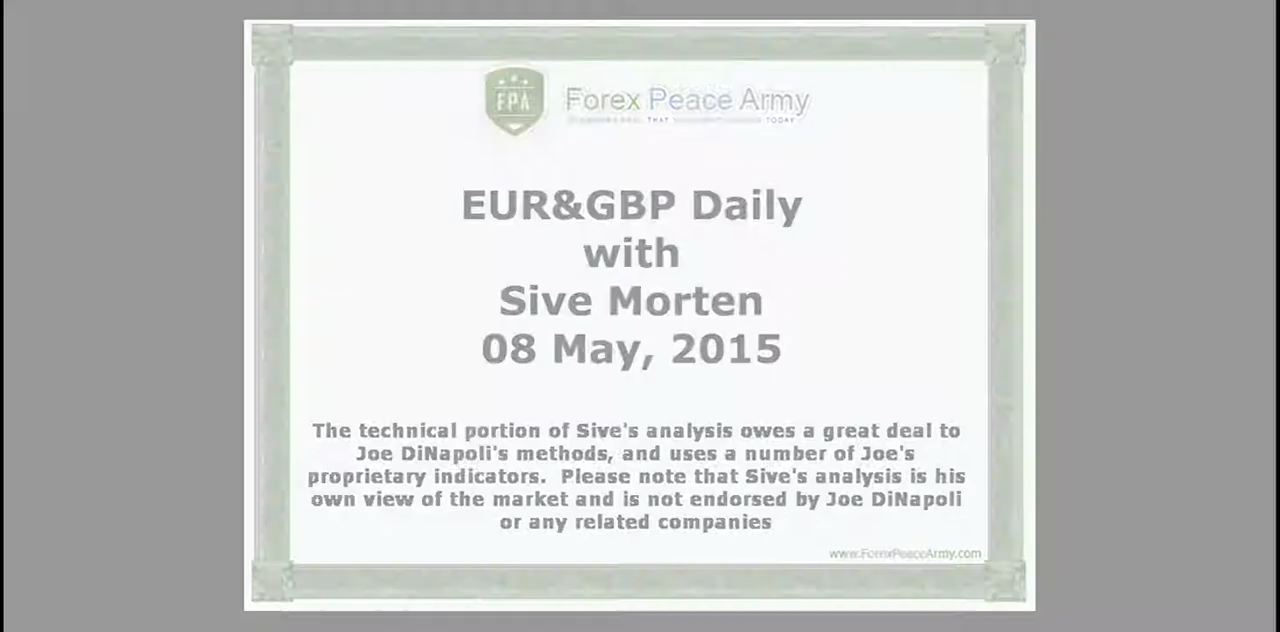 FPA
Forex Peace Army
THAT TODAY
EUR&GBP Daily
with
Sive Morten
08 May, 2015
The technical portion of Sive's analysis owes a great deal to
Joe DiNapoli's methods, and uses a number of Joe's
proprietary indicators. Please note that Sive's analysis is his
own view of the market and is not endorsed by Joe DiNapoli
or any related companies
www.ForexPeaceArmy.com